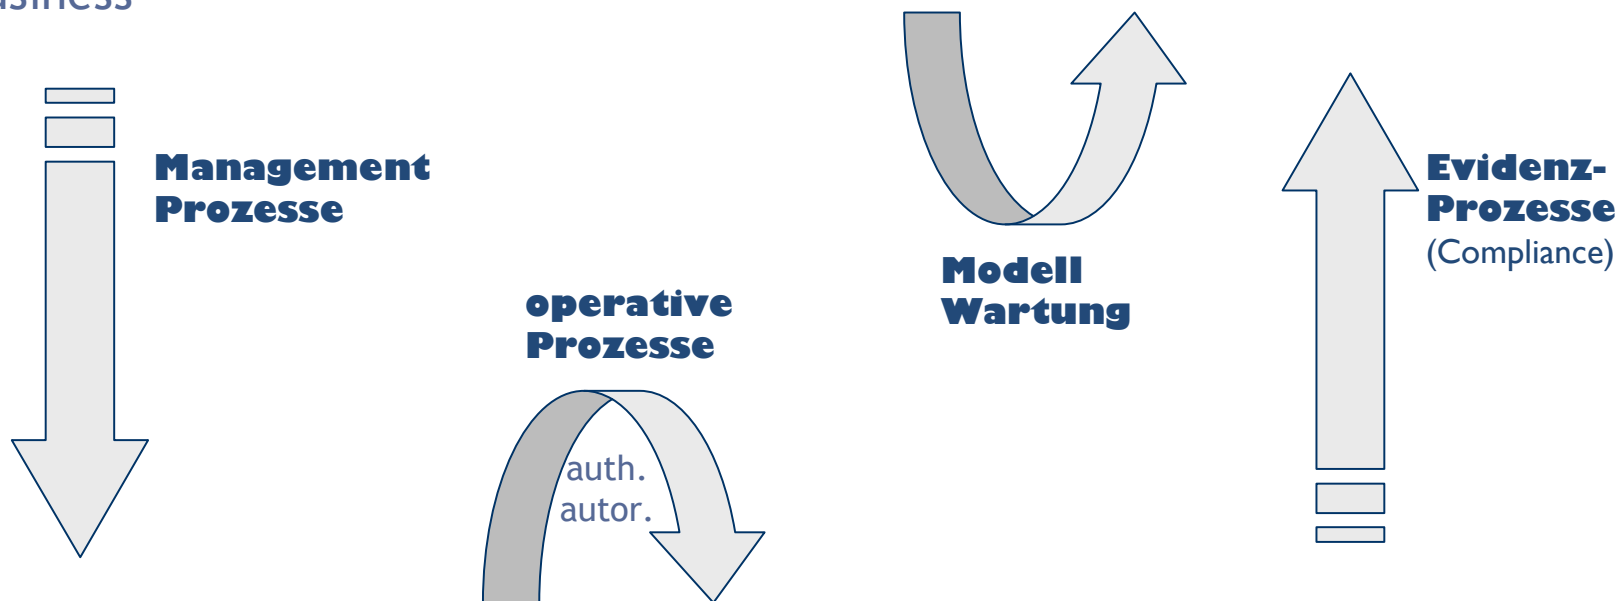 Management
Prozesse
operative
Prozesse
auth.
autor.
Modell
Wartung
Evidenz-
Prozesse
(Compliance)